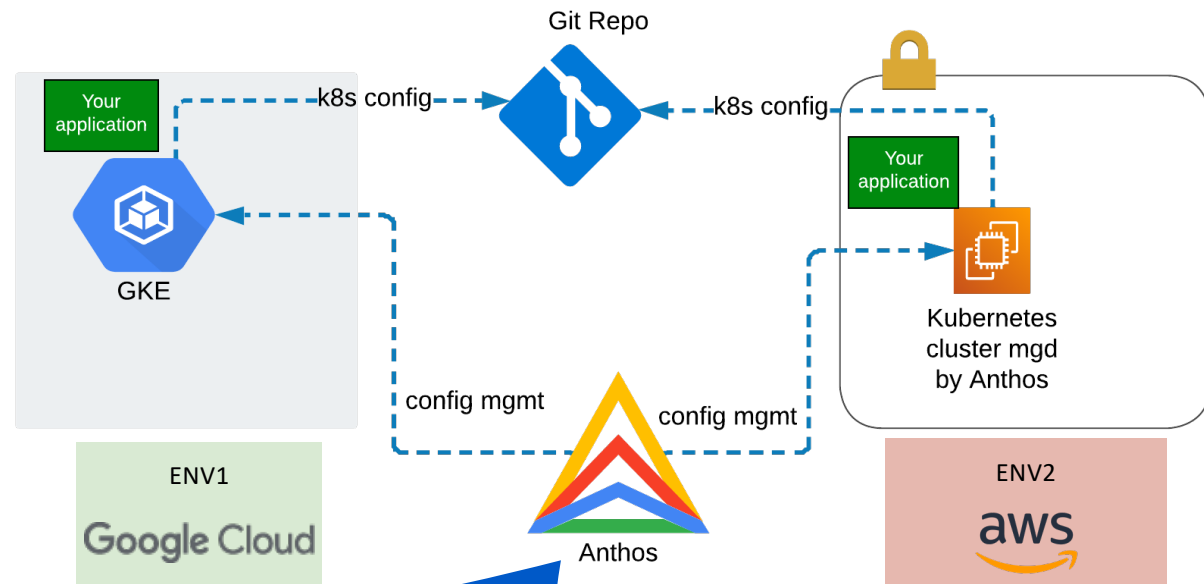 Git Repo
Your
application
k8s config
k8s config
Your
application
GKE
Kubernetes
cluster mgd
by Anthos
config mgmt
config mgmt
Anthos
ENV1
Google Cloud
ENV2
aws